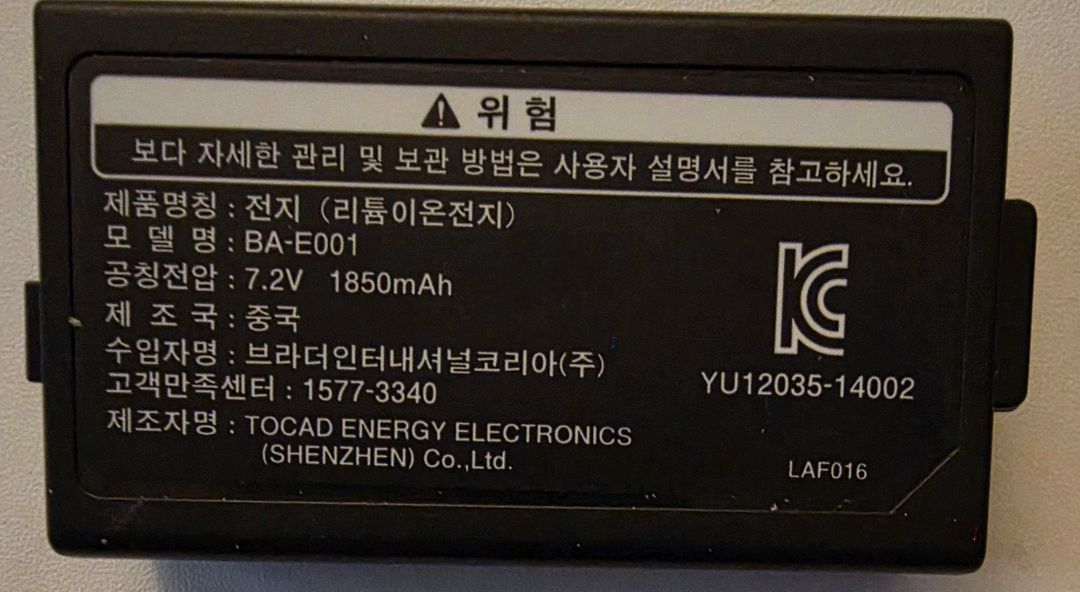 ⚠ 위 험
보다 자세한 관리 및 보관 방법은 사용자 설명서를 참고하세요.
제품명칭 : 전지 (리튬이온전지)
모 델 명 : BA-E001
공칭전압 : 7.2V 1850mAh
제 조 국 : 중국
수입자명 : 브라더인터내셔널코리아(주)
고객만족센터 : 1577-3340
제조자명 : TOCAD ENERGY ELECTRONICS
(SHENZHEN) Co.,Ltd.
KC
YU12035-14002
LAF016